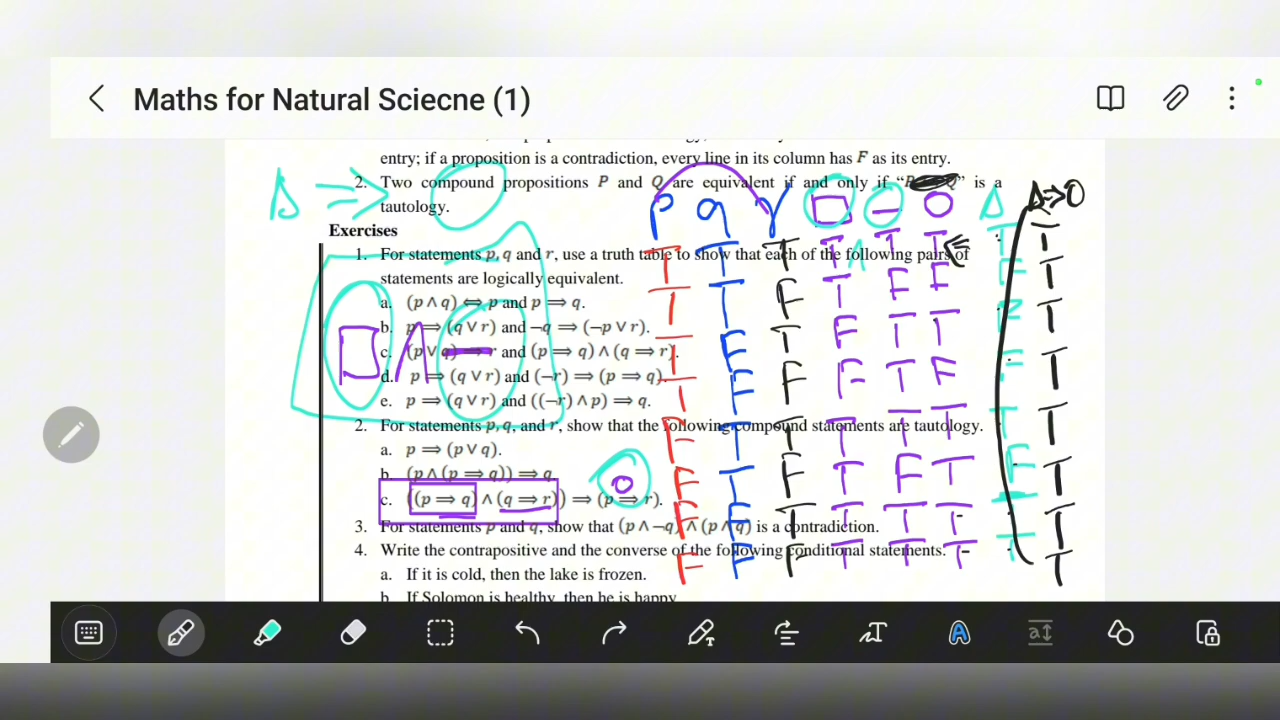 Maths for Natural Sciecne (1)
entry; if a proposition is a contradiction, every line in its column has F as its entry.
2. Two compound propositions P and Q are equivalent if and only if “P Q” is a
tautology.
Δ ⇒
p q r □ — O Δ Δ⇒O
Exercises
1. For statements p, q and r, use a truth table to show that each of the following pairs of
statements are logically equivalent.
a. (p ∧ q) ⟺ p and p ⟹ q.
b. p ⟹ (q ∨ r) and ¬q ⟹ (¬p ∨ r).
c. (p ∨ q) ⟹ r and (p ⟹ q) ∧ (q ⟹ r).
d. p ⟹ (q ∨ r) and (¬r) ⟹ (p ⟹ q).
e. p ⟹ (q ∨ r) and ((¬r) ∧ p) ⟹ q.
2. For statements p, q, and r, show that the following compound statements are tautology.
a. p ⟹ (p ∨ q).
b. (p ∧ (p ⟹ q)) ⟹ q
c. ((p ⟹ q) ∧ (q ⟹ r)) ⟹ (p ⟹ r).
3. For statements p and q, show that (p ∧ ¬q) ∧ (p ∧ q) is a contradiction.
4. Write the contrapositive and the converse of the following conditional statements.
a. If it is cold, then the lake is frozen.
b. If Solomon is healthy, then he is happy
T T T T T T T T
T T F T F F F T
T F T F T T F T
T F F F T F F T
F T T T T T T T
F T F T F T F T
F F T T T T T T
F F F T T T T T